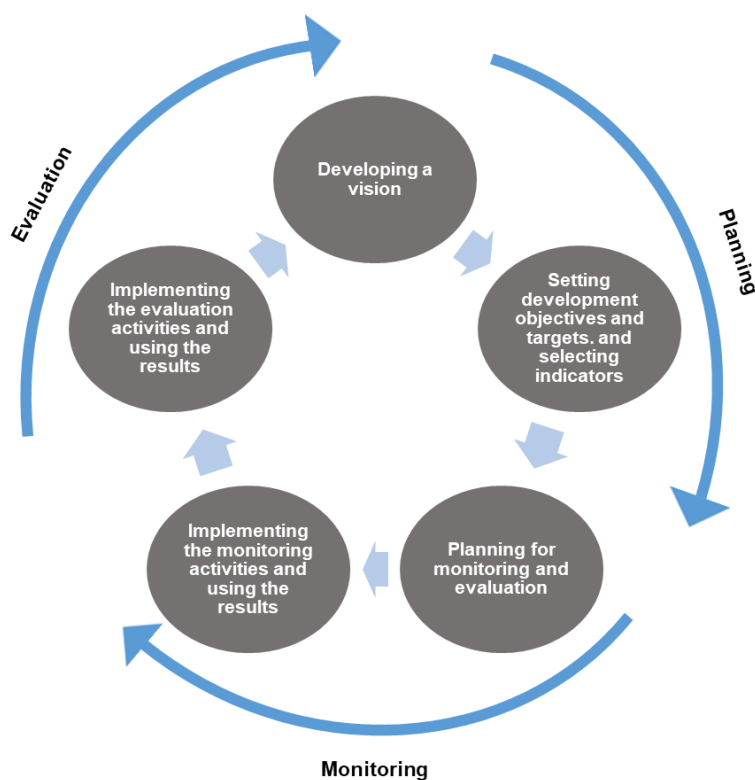 Developing a
vision
Planning
Setting
development
objectives and
targets. and
selecting
indicators
Planning for
monitoring and
evaluation
Monitoring
Implementing
the monitoring
activities and
using the
results
Evaluation
Implementing
the evaluation
activities and
using the
results